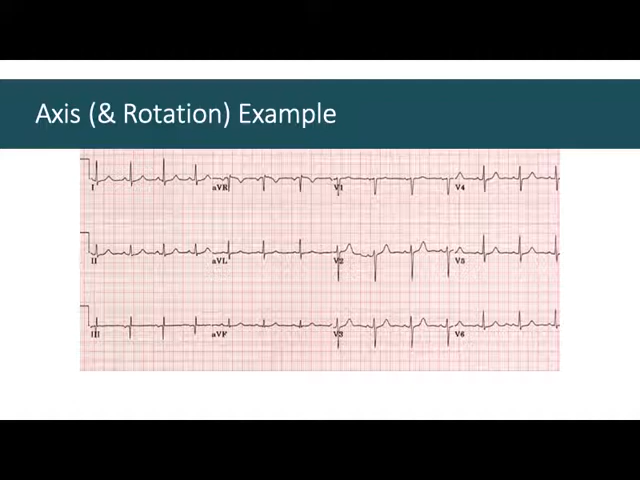 Axis (& Rotation) Example
I
aVR
V1
V4
II
aVL
V2
V5
III
aVF
V3
V6